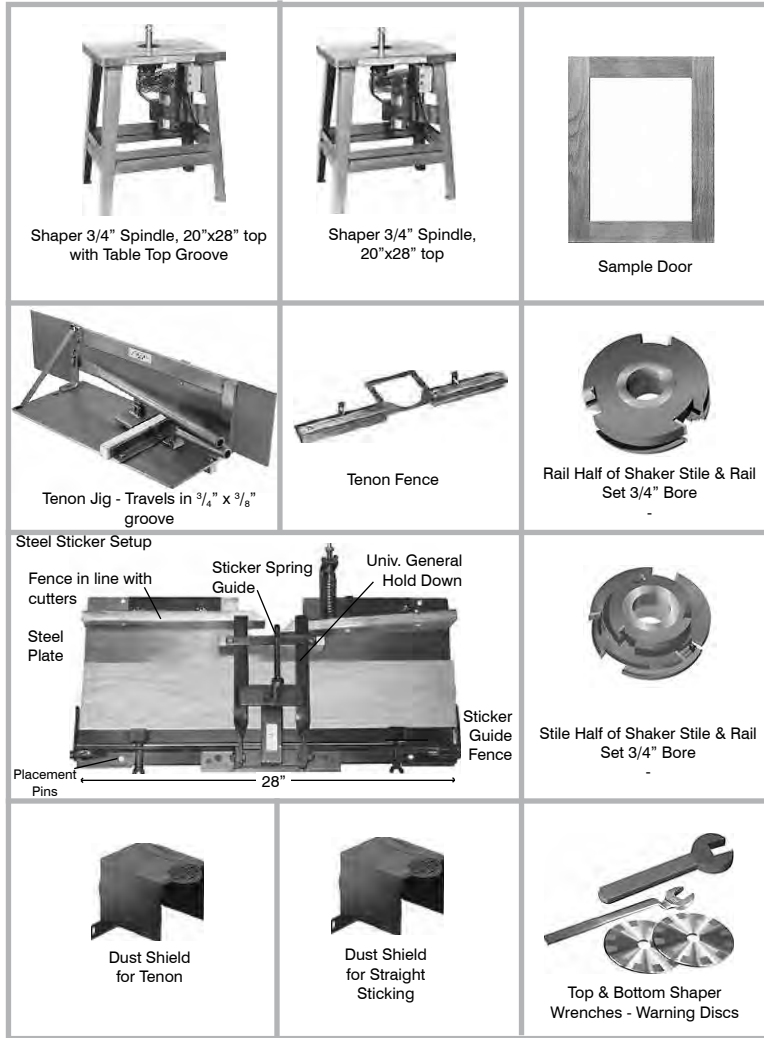 Shaper 3/4” Spindle, 20”x28” top
with Table Top Groove
Shaper 3/4” Spindle,
20”x28” top
Sample Door
Tenon Jig - Travels in 3/4” x 3/8”
groove
Tenon Fence
Rail Half of Shaker Stile & Rail
Set 3/4” Bore
-
Steel Sticker Setup
Fence in line with
cutters
Steel
Plate
Sticker Spring
Guide
Univ. General
Hold Down
Sticker
Guide
Fence
Placement
Pins
28”
Stile Half of Shaker Stile & Rail
Set 3/4” Bore
-
Dust Shield
for Tenon
Dust Shield
for Straight
Sticking
Top & Bottom Shaper
Wrenches - Warning Discs